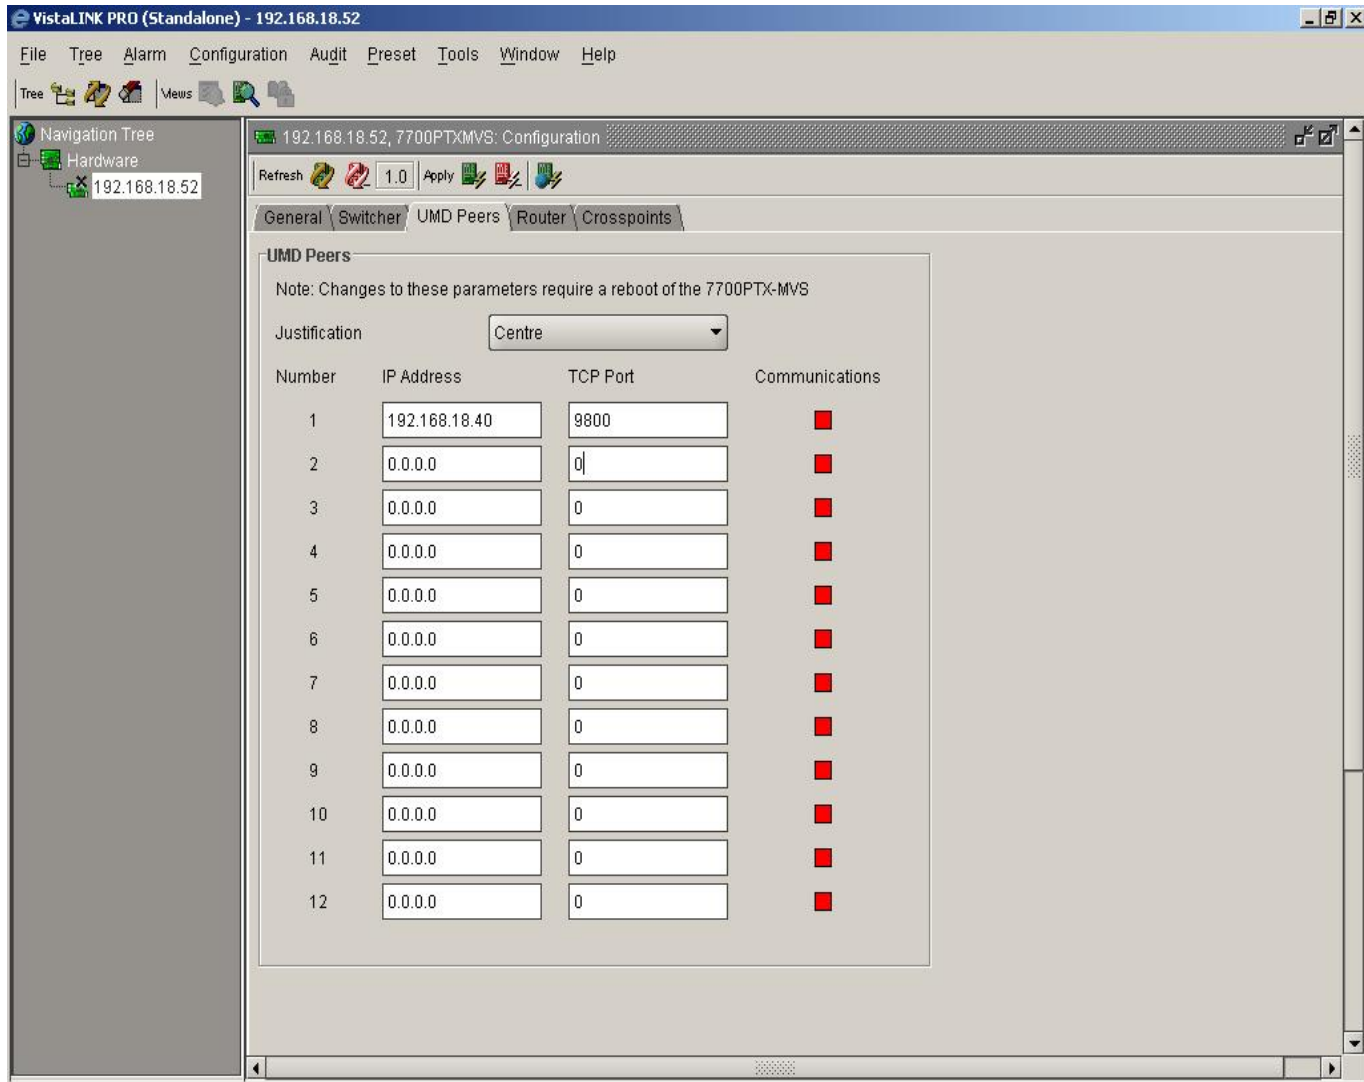 VistaLINK PRO (Standalone) - 192.168.18.52
File Tree Alarm Configuration Audit Preset Tools Window Help
Tree Views
Navigation Tree
Hardware
192.168.18.52
192.168.18.52, 7700PTXMVS: Configuration
Refresh 1.0 Apply
General Switcher UMD Peers Router Crosspoints
UMD Peers
Note: Changes to these parameters require a reboot of the 7700PTX-MVS
Justification Centre
Number IP Address TCP Port Communications
1 192.168.18.40 9800
2 0.0.0.0 0
3 0.0.0.0 0
4 0.0.0.0 0
5 0.0.0.0 0
6 0.0.0.0 0
7 0.0.0.0 0
8 0.0.0.0 0
9 0.0.0.0 0
10 0.0.0.0 0
11 0.0.0.0 0
12 0.0.0.0 0